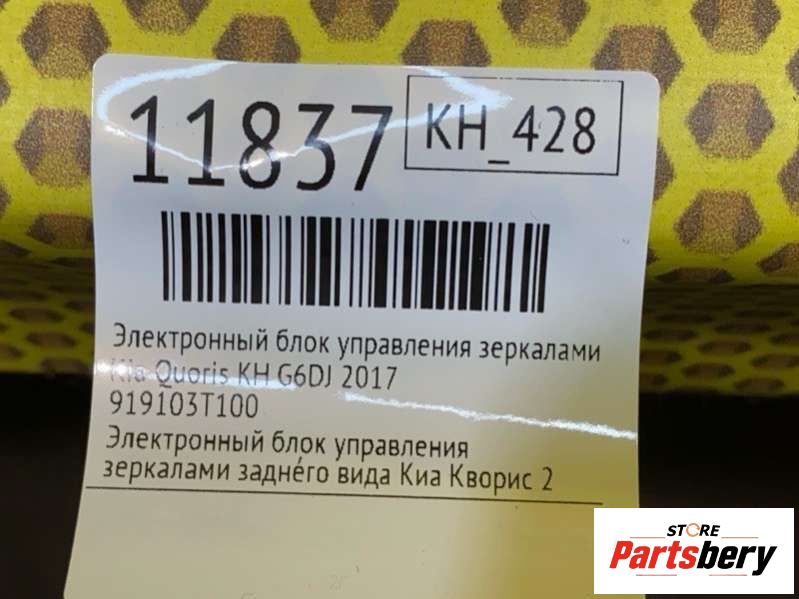 11837
КН_428
Электронный блок управления зеркалами
Kia Quoris KH G6DJ 2017
919103T100
Электронный блок управления
зеркалами заднего вида Киа Кворис 2
STORE
Partsbery